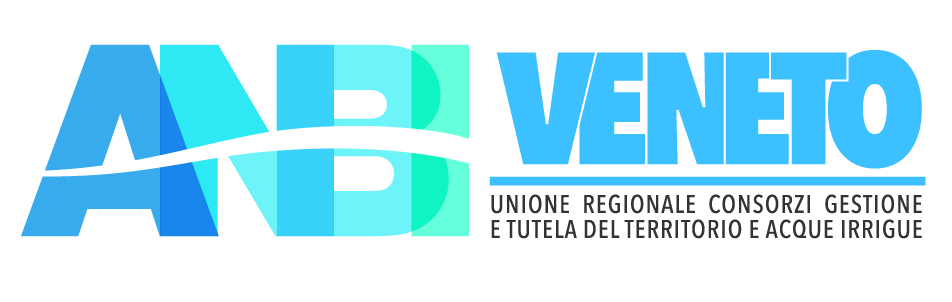 ANBI VENETO
UNIONE REGIONALE CONSORZI GESTIONE
E TUTELA DEL TERRITORIO E ACQUE IRRIGUE